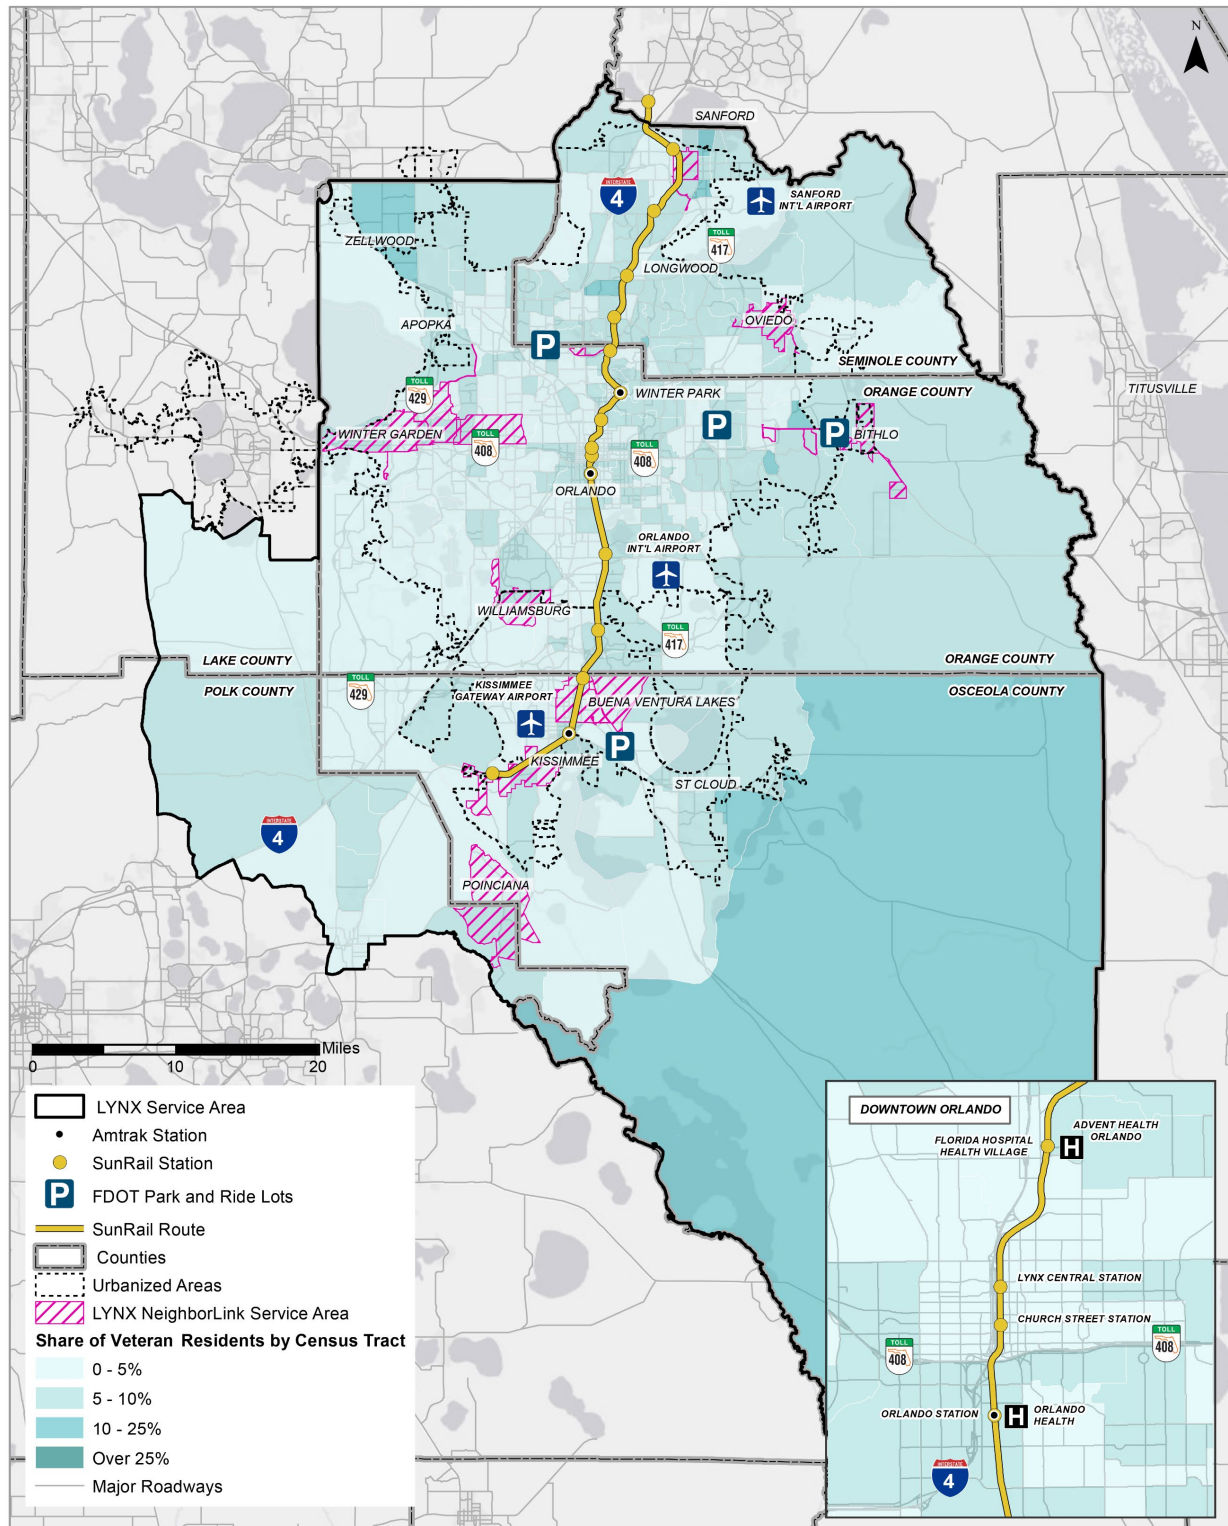 N
SANFORD
INTERSTATE
4
SANFORD
INT'L AIRPORT
TOLL
417
ZELLWOOD
LONGWOOD
APOPKA
OVIEDO
P
SEMINOLE COUNTY
ORANGE COUNTY
TITUSVILLE
TOLL
429
WINTER PARK
P
P
BITHLO
WINTER GARDEN
TOLL
408
TOLL
408
ORLANDO
ORLANDO
INT'L AIRPORT
WILLIAMSBURG
TOLL
417
LAKE COUNTY
ORANGE COUNTY
POLK COUNTY
OSCEOLA COUNTY
TOLL
429
KISSIMMEE
GATEWAY AIRPORT
BUENA VENTURA LAKES
P
KISSIMMEE
ST CLOUD
INTERSTATE
4
POINCIANA
Miles
0 10 20
LYNX Service Area
Amtrak Station
SunRail Station
P FDOT Park and Ride Lots
SunRail Route
Counties
Urbanized Areas
LYNX NeighborLink Service Area
Share of Veteran Residents by Census Tract
0 - 5%
5 - 10%
10 - 25%
Over 25%
Major Roadways
DOWNTOWN ORLANDO
ADVENT HEALTH
ORLANDO
FLORIDA HOSPITAL
HEALTH VILLAGE
H
LYNX CENTRAL STATION
CHURCH STREET STATION
TOLL
408
TOLL
408
ORLANDO STATION
H
ORLANDO
HEALTH
INTERSTATE
4